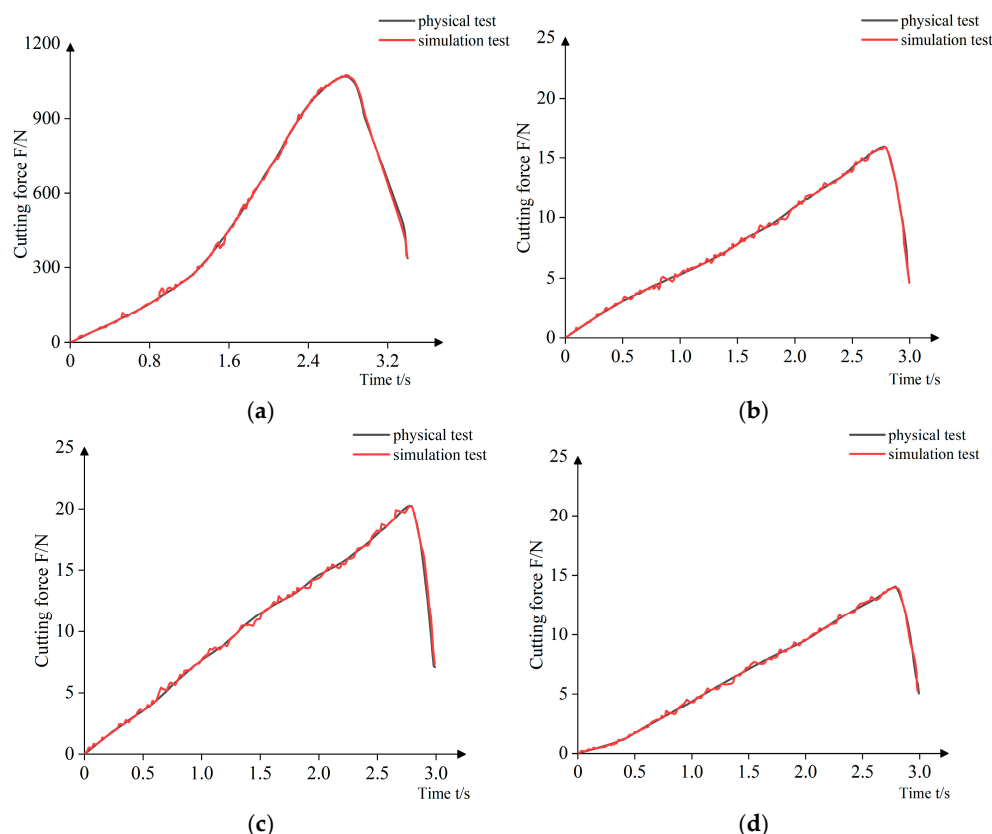 physical test
simulation test
1200
900
600
300
0
Cutting force F/N
0 0.8 1.6 2.4 3.2
Time t/s
(a)
physical test
simulation test
25
20
15
10
5
0
Cutting force F/N
0 0.5 1.0 1.5 2.0 2.5 3.0
Time t/s
(b)
physical test
simulation test
25
20
15
10
5
0
Cutting force F/N
0 0.5 1.0 1.5 2.0 2.5 3.0
Time t/s
(c)
physical test
simulation test
25
20
15
10
5
0
Cutting force F/N
0 0.5 1.0 1.5 2.0 2.5 3.0
Time t/s
(d)